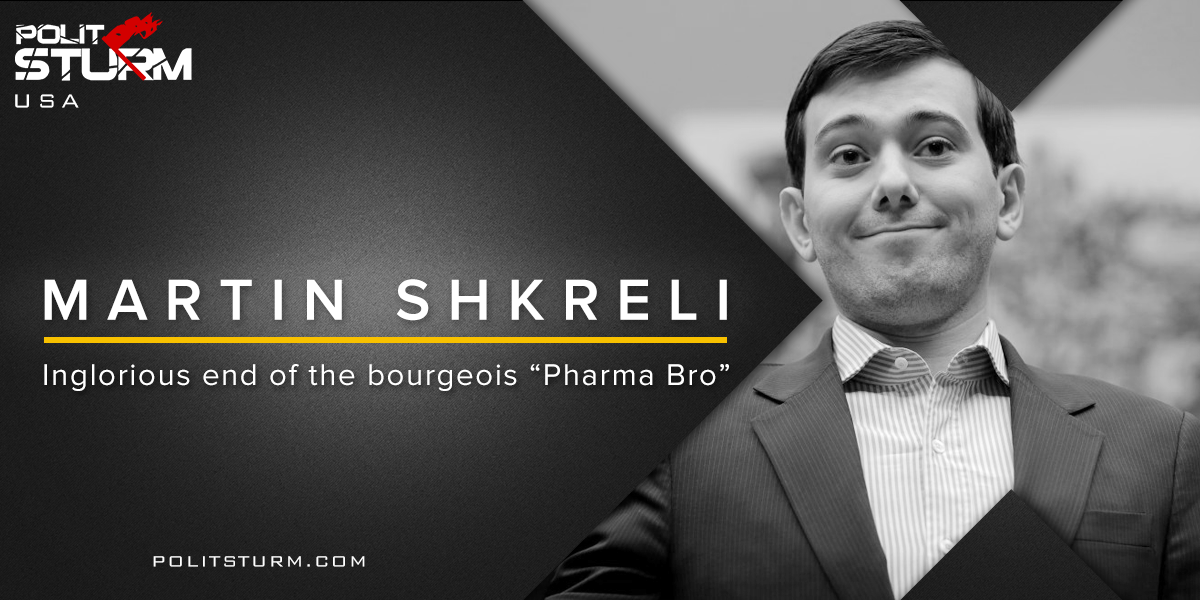 POLIT
STURM
USA
MARTIN SHKRELI
Inglorious end of the bourgeois “Pharma Bro”
POLITSTURM.COM